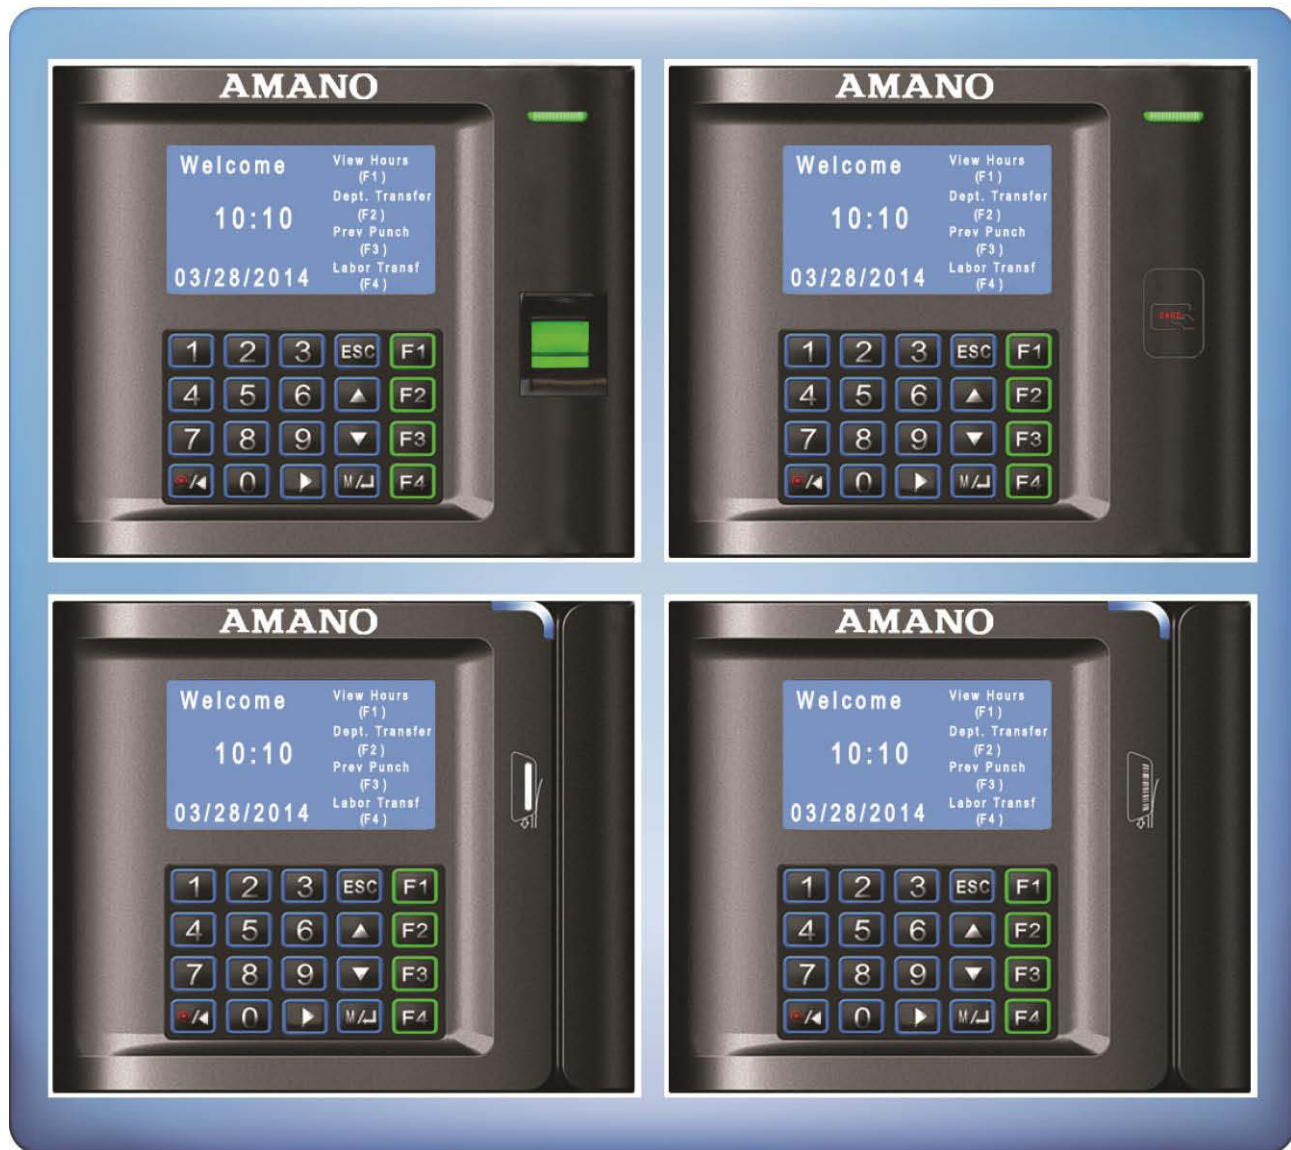 AMANO
Welcome
View Hours
(F1)
Dept. Transfer
10:10
(F2)
Prev Punch
(F3)
03/28/2014
Labor Transf
(F4)
1 2 3 ESC F1
4 5 6 F2
7 8 9 F3
0 M/ F4
AMANO
Welcome
View Hours
(F1)
Dept. Transfer
10:10
(F2)
Prev Punch
(F3)
03/28/2014
Labor Transf
(F4)
CARD
1 2 3 ESC F1
4 5 6 F2
7 8 9 F3
0 M/ F4
AMANO
Welcome
View Hours
(F1)
Dept. Transfer
10:10
(F2)
Prev Punch
(F3)
03/28/2014
Labor Transf
(F4)
1 2 3 ESC F1
4 5 6 F2
7 8 9 F3
0 M/ F4
AMANO
Welcome
View Hours
(F1)
Dept. Transfer
10:10
(F2)
Prev Punch
(F3)
03/28/2014
Labor Transf
(F4)
1 2 3 ESC F1
4 5 6 F2
7 8 9 F3
0 M/ F4